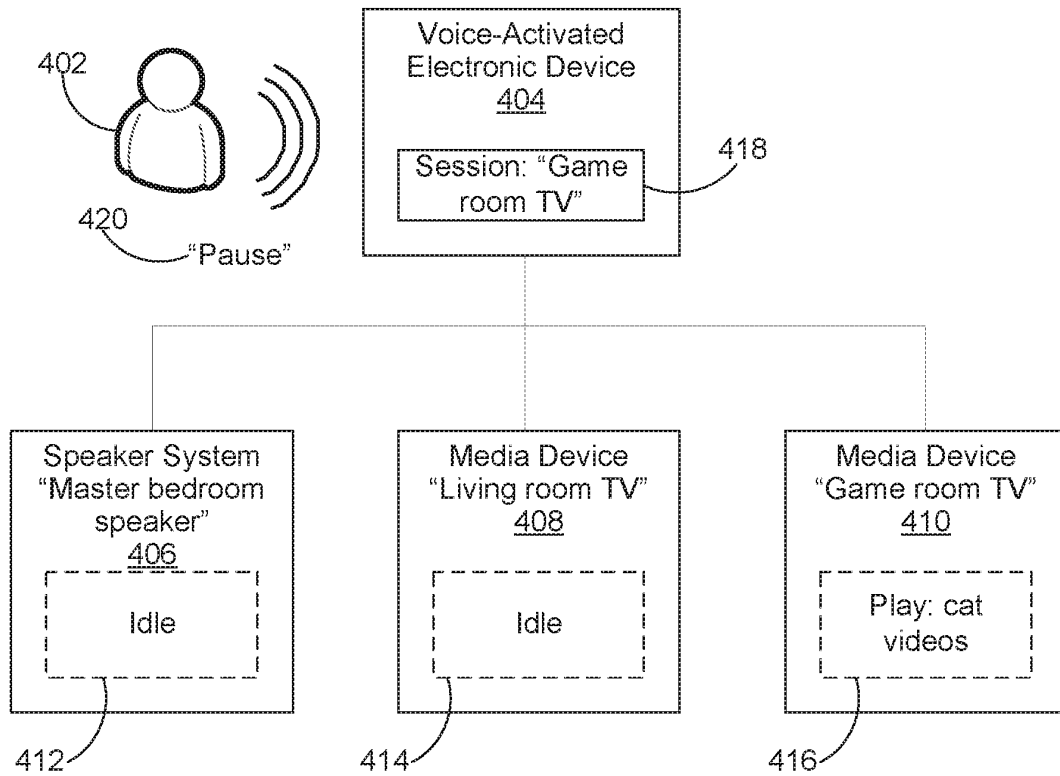 402
420
“Pause”
Voice-Activated
Electronic Device
404
Session: “Game
room TV”
418
Speaker System
“Master bedroom
speaker”
406
Idle
412
Media Device
“Living room TV”
408
Idle
414
Media Device
“Game room TV”
410
Play: cat
videos
416